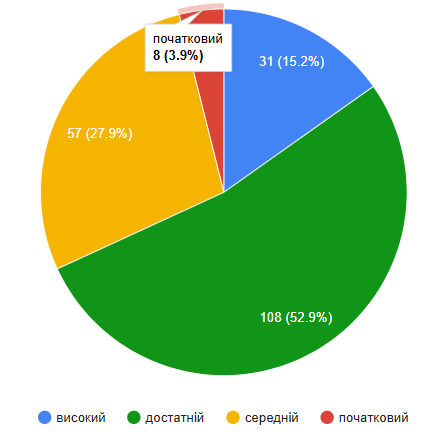 початковий
8 (3.9%)
31 (15.2%)
57 (27.9%)
108 (52.9%)
високий
достатній
середній
початковий